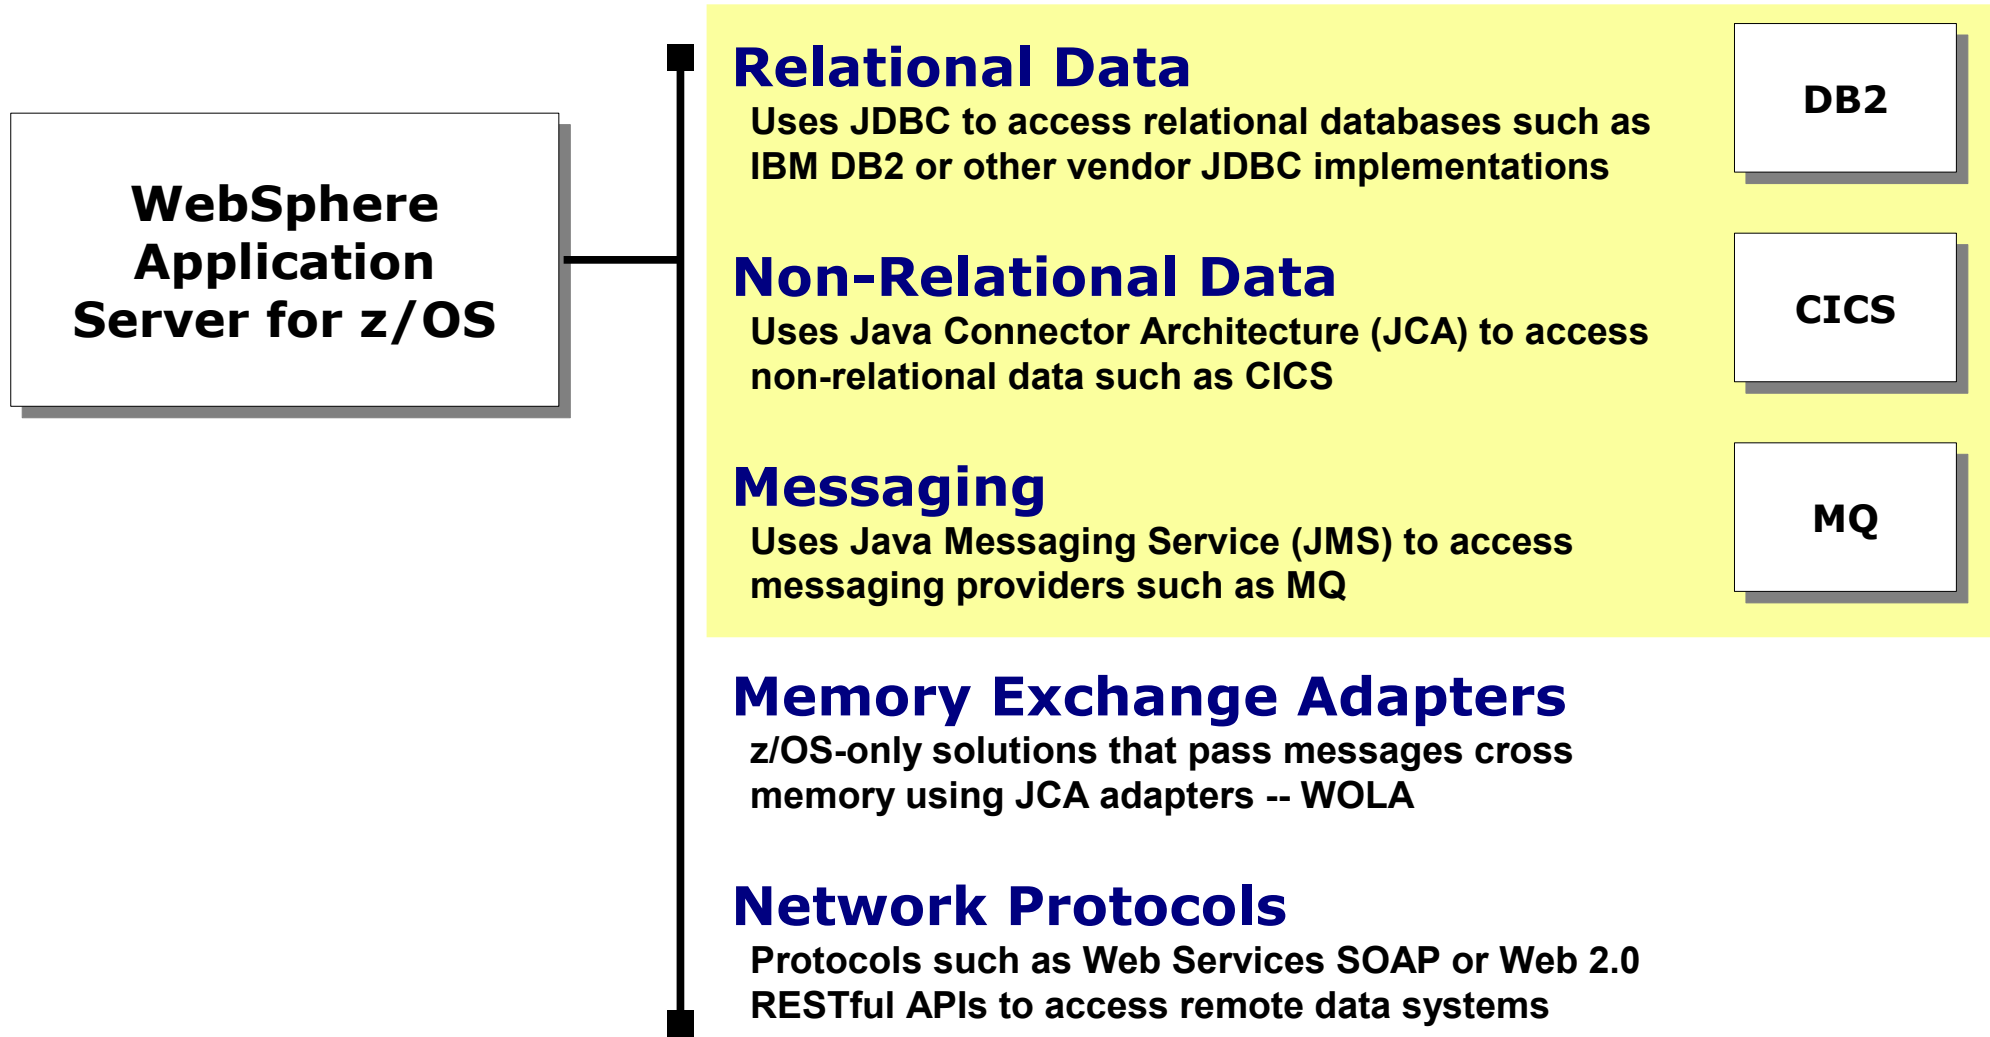 WebSphere
Application
Server for z/OS
Relational Data
Uses JDBC to access relational databases such as
IBM DB2 or other vendor JDBC implementations
DB2
Non-Relational Data
Uses Java Connector Architecture (JCA) to access
non-relational data such as CICS
CICS
Messaging
Uses Java Messaging Service (JMS) to access
messaging providers such as MQ
MQ
Memory Exchange Adapters
z/OS-only solutions that pass messages cross
memory using JCA adapters -- WOLA
Network Protocols
Protocols such as Web Services SOAP or Web 2.0
RESTful APIs to access remote data systems